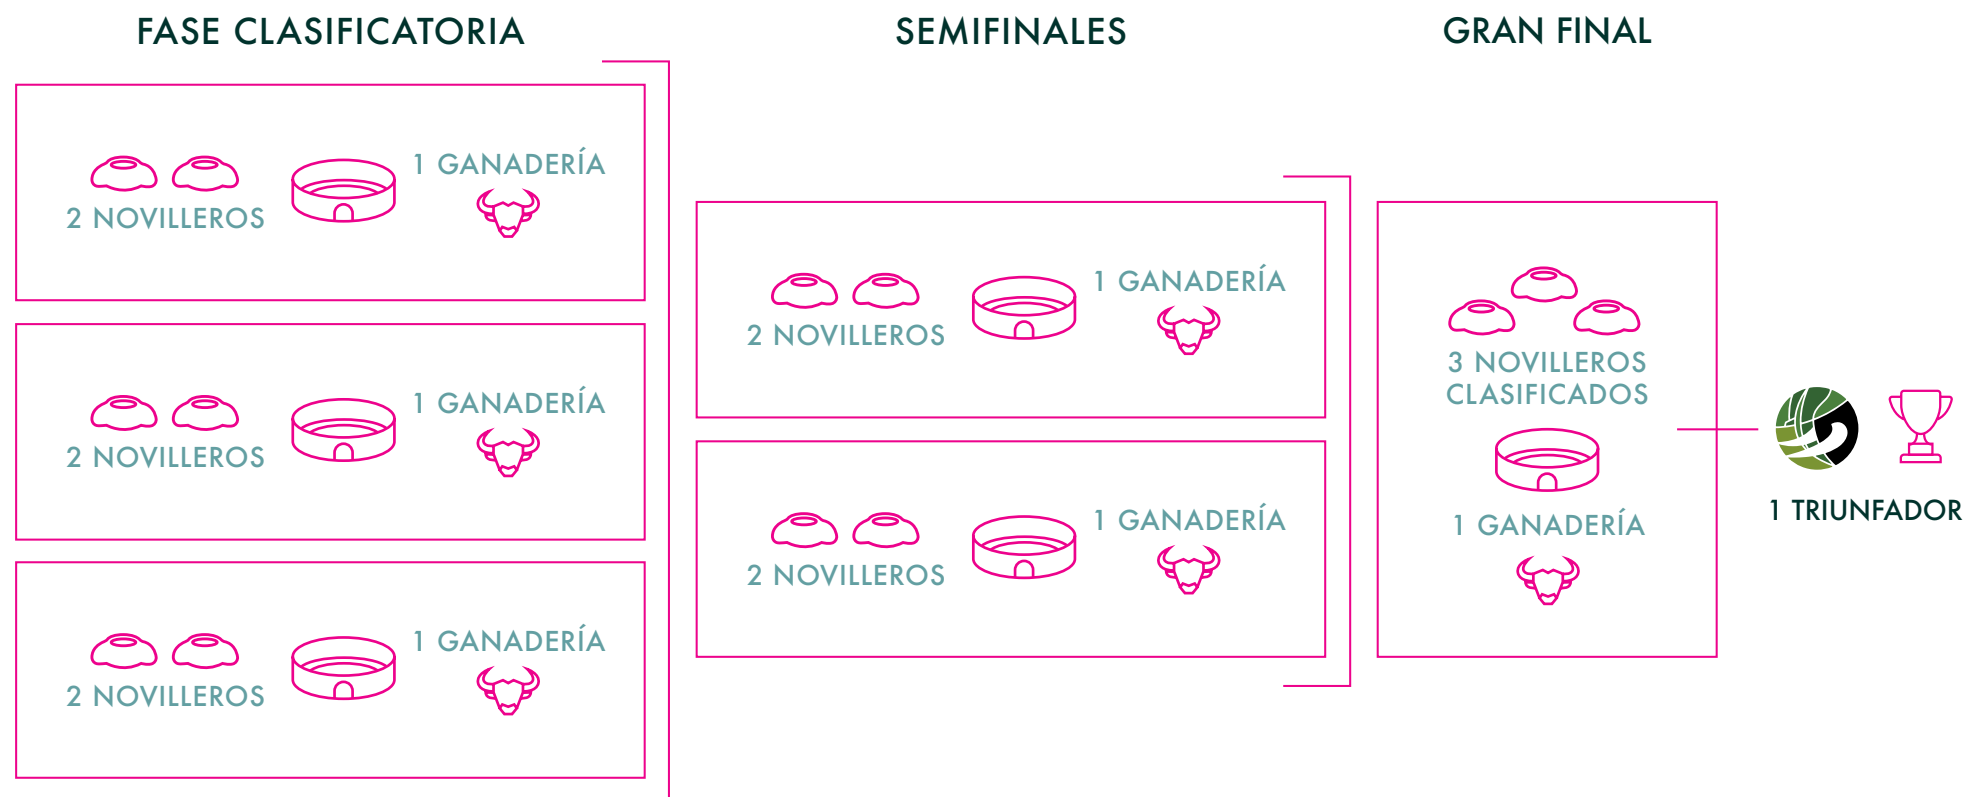 FASE CLASIFICATORIA
2 NOVILLEROS
1 GANADERÍA
2 NOVILLEROS
1 GANADERÍA
2 NOVILLEROS
1 GANADERÍA
SEMIFINALES
2 NOVILLEROS
1 GANADERÍA
2 NOVILLEROS
1 GANADERÍA
GRAN FINAL
3 NOVILLEROS
CLASIFICADOS
1 GANADERÍA
1 TRIUNFADOR